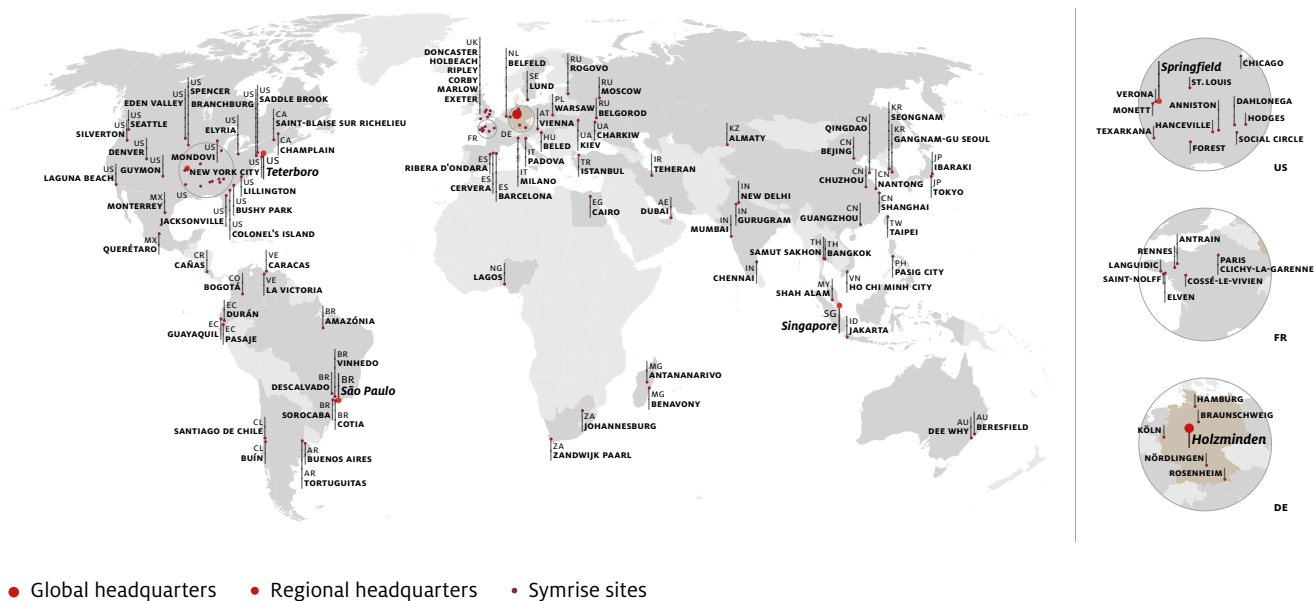 UK
DONCASTER
HOLBEACH
RIPLEY
CORBY
MARLOW
EXETER
NL
BELFELD
SE
LUND
RU
ROGOVO
RU
MOSCOW
PL
WARSAW
RU
BELGOROD
AT
VIENNA
UA
CHARKIW
UA
KIEV
HU
BELED
FR
DE
IT
PADOVA
IT
MILANO
TR
ISTANBUL
ES
RIBERA D'ONDARA
ES
CERVERA
ES
BARCELONA
US
SPENCER
US
EDEN VALLEY
US
BRANCHBURG
US
SADDLE BROOK
US
SEATTLE
US
SILVERTON
US
ELYRIA
CA
SAINT-BLAISE SUR RICHELIEU
CA
CHAMPLAIN
US
DENVER
US
MONDOVI
US
GUYMON
US
NEW YORK CITY
US
Teterboro
US
LAGUNA BEACH
US
LILLINGTON
US
MX
MONTERREY
US
BUSHY PARK
US
JACKSONVILLE
US
COLONEL'S ISLAND
MX
QUERÉTARO
CR
CAÑAS
VE
CARACAS
CO
BOGOTÁ
VE
LA VICTORIA
EC
DURÁN
EC
GUAYAQUIL
EC
PASAJE
BR
AMAZÓNIA
BR
VINHEDO
BR
DESCALVADO
BR
São Paulo
BR
SOROCABA
BR
COTIA
CL
SANTIAGO DE CHILE
CL
BUÍN
AR
BUENOS AIRES
AR
TORTUGUITAS
NG
LAGOS
EG
CAIRO
AE
DUBAI
IR
TEHERAN
KZ
ALMATY
MG
ANTANANARIVO
MG
BENAVONY
ZA
JOHANNESBURG
ZA
ZANDWIJK PAARL
IN
NEW DELHI
IN
GURUGRAM
IN
MUMBAI
IN
CHENNAI
CN
QINGDAO
CN
BEJING
CN
CHUZHOU
CN
NANTONG
CN
SHANGHAI
CN
GUANGZHOU
KR
SEONGNAM
KR
GANGNAM-GU SEOUL
JP
IBARAKI
JP
TOKYO
TW
TAIPEI
TH
SAMUT SAKHON
TH
BANGKOK
PH
PASIG CITY
VN
HO CHI MINH CITY
MY
SHAH ALAM
SG
Singapore
ID
JAKARTA
AU
DEE WHY
AU
BERESFIELD
CHICAGO
Springfield
ST.LOUIS
VERONA
MONETT
ANNISTON
DAHLONEGA
TEXARKANA
HANCEVILLE
HODGES
SOCIAL CIRCLE
FOREST
US
ANTRAIN
RENNES
PARIS
LANGUIDIC
CLICHY-LA-GARENNE
SAINT-NOLFF
COSSÉ-LE-VIVIEN
ELVEN
FR
HAMBURG
BRAUNSCHWEIG
KÖLN
Holzminden
NÖRDLINGEN
ROSENHEIM
DE
Global headquarters
Regional headquarters
Symrise sites